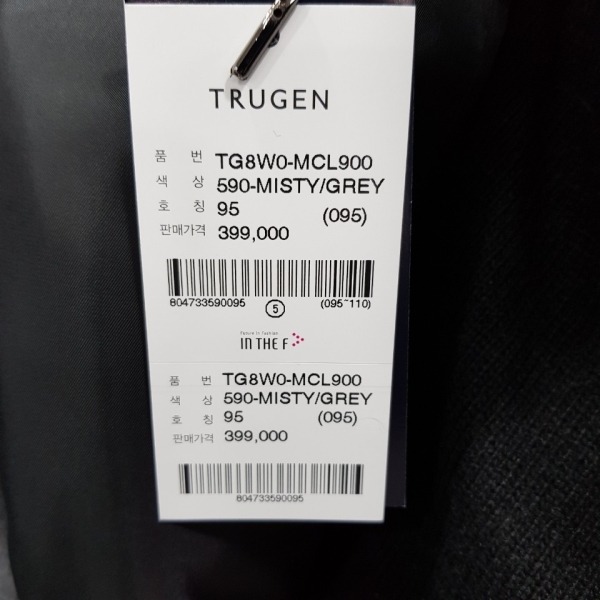 TRUGEN
품 번 TG8W0-MCL900
색 상 590-MISTY/GREY
호 칭 95 (095)
판매가격 399,000
804733590095 5 (095~110)
Future In Fashion
IN THE F
품 번 TG8W0-MCL900
색 상 590-MISTY/GREY
호 칭 95 (095)
판매가격 399,000
804733590095